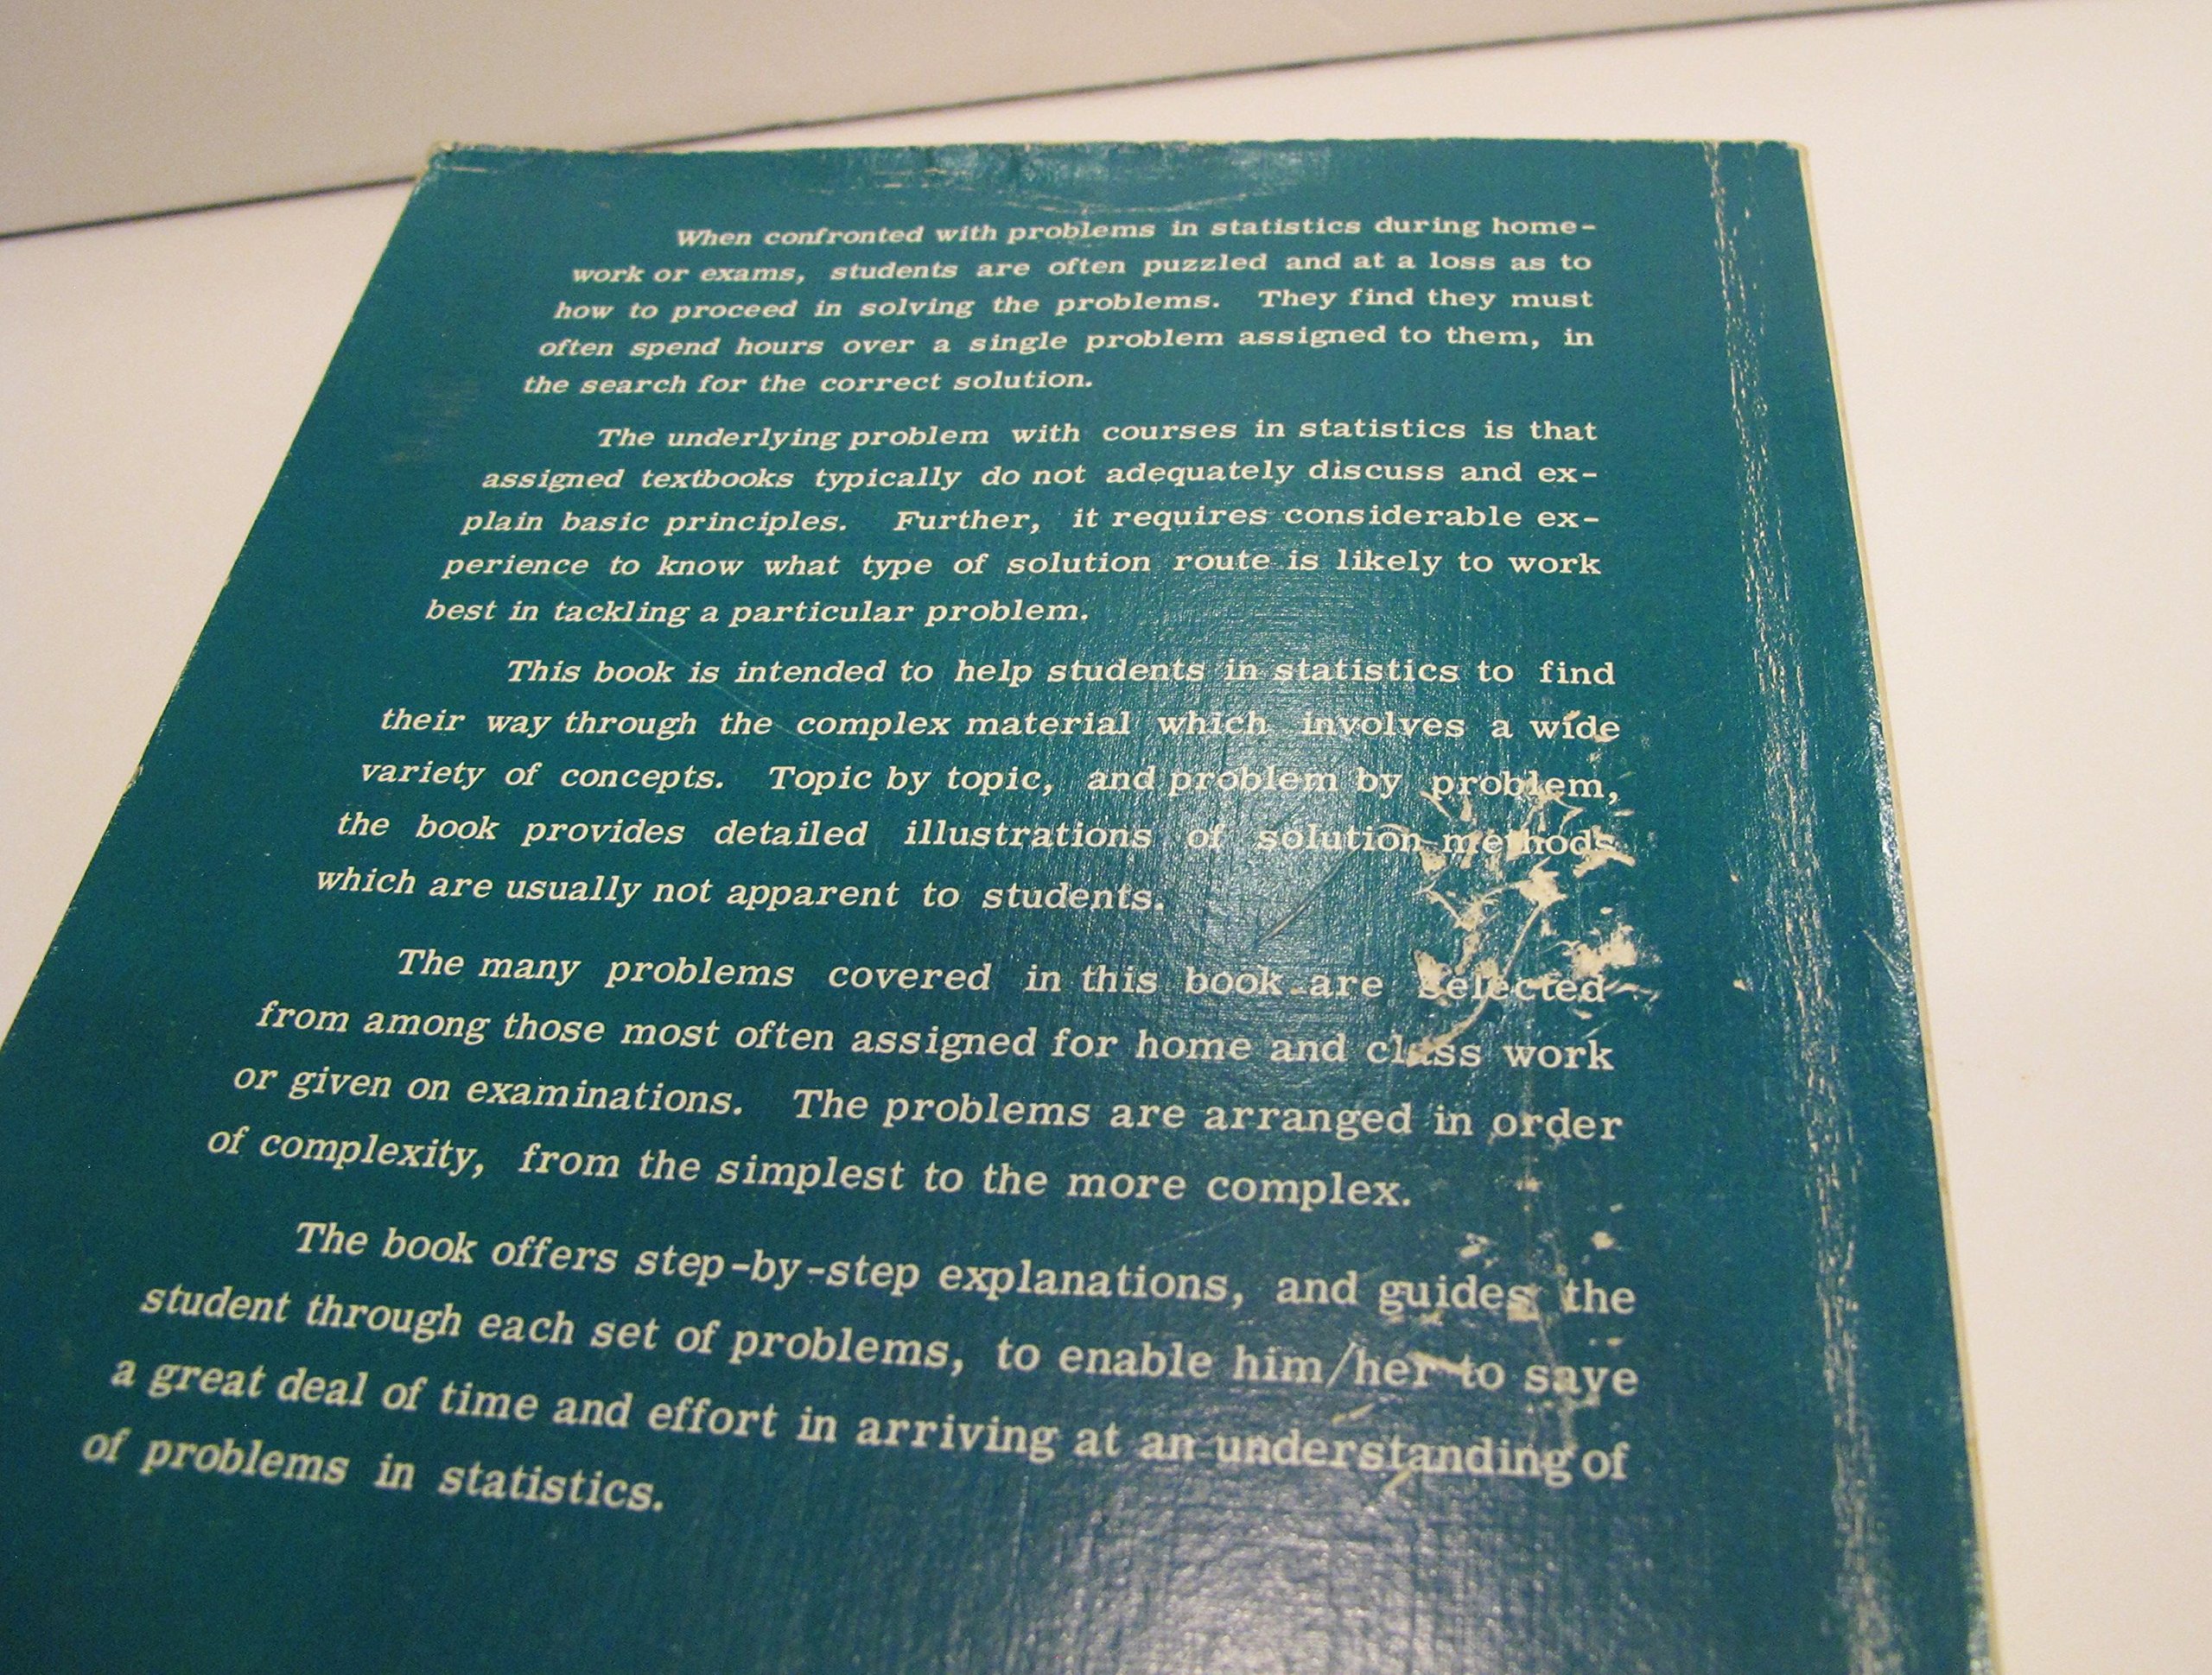 When confronted with problems in statistics during home-
work or exams, students are often puzzled and at a loss as to
how to proceed in solving the problems. They find they must
often spend hours over a single problem assigned to them, in
the search for the correct solution.
The underlying problem with courses in statistics is that
assigned textbooks typically do not adequately discuss and ex-
plain basic principles. Further, it requires considerable ex-
perience to know what type of solution route is likely to work
best in tackling a particular problem.
This book is intended to help students in statistics to find
their way through the complex material which involves a wide
variety of concepts. Topic by topic, and problem by problem,
the book provides detailed illustrations of solution methods
which are usually not apparent to students.
The many problems covered in this book are selected
from among those most often assigned for home and class work
or given on examinations. The problems are arranged in order
of complexity, from the simplest to the more complex.
The book offers step-by-step explanations, and guides the
student through each set of problems, to enable him/her to save
a great deal of time and effort in arriving at an understanding of
of problems in statistics.